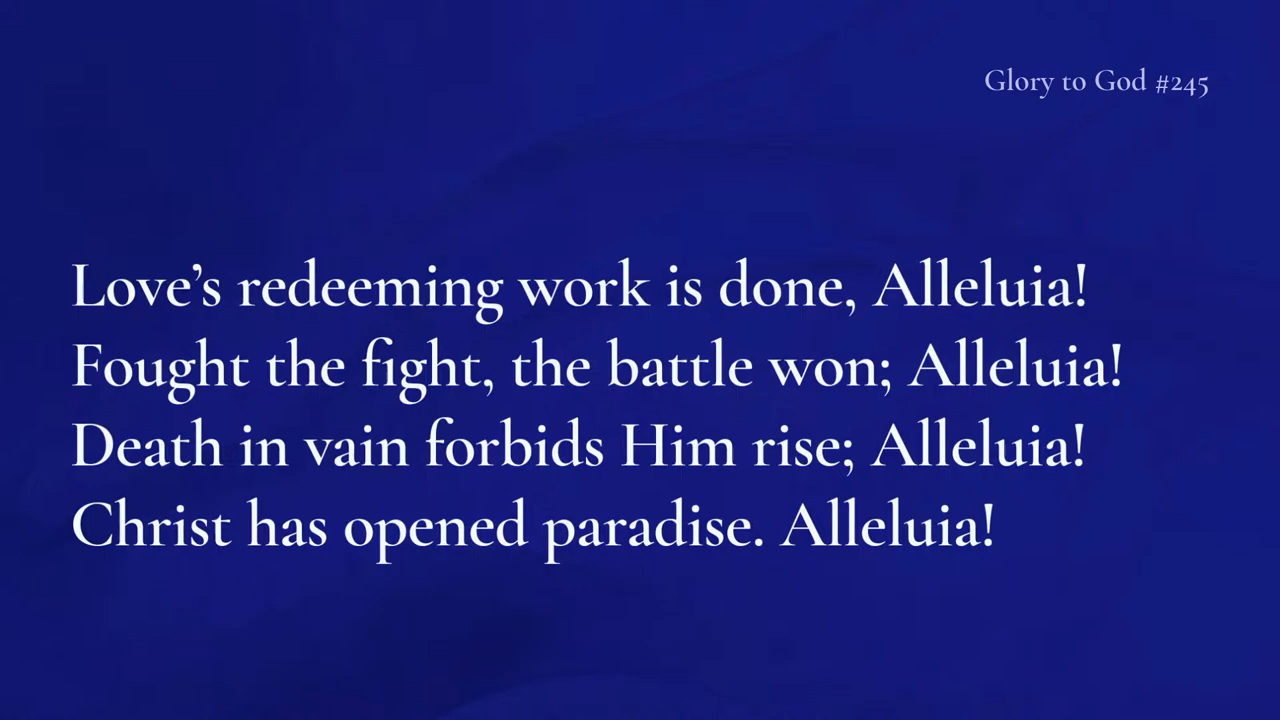 Glory to God #245
Love’s redeeming work is done, Alleluia!
Fought the fight, the battle won; Alleluia!
Death in vain forbids Him rise; Alleluia!
Christ has opened paradise. Alleluia!